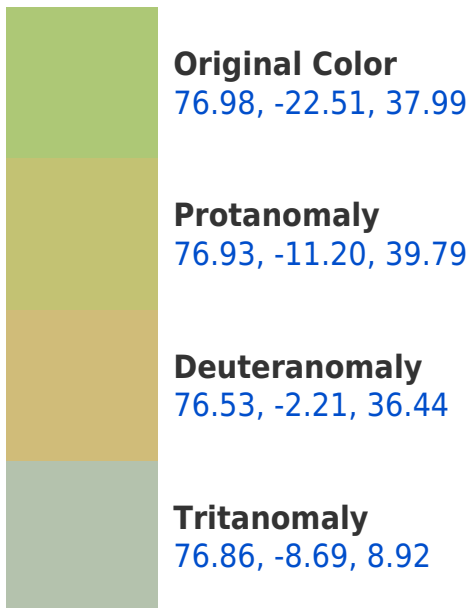 Original Color
76.98, -22.51, 37.99
Protanomaly
76.93, -11.20, 39.79
Deuteranomaly
76.53, -2.21, 36.44
Tritanomaly
76.86, -8.69, 8.92